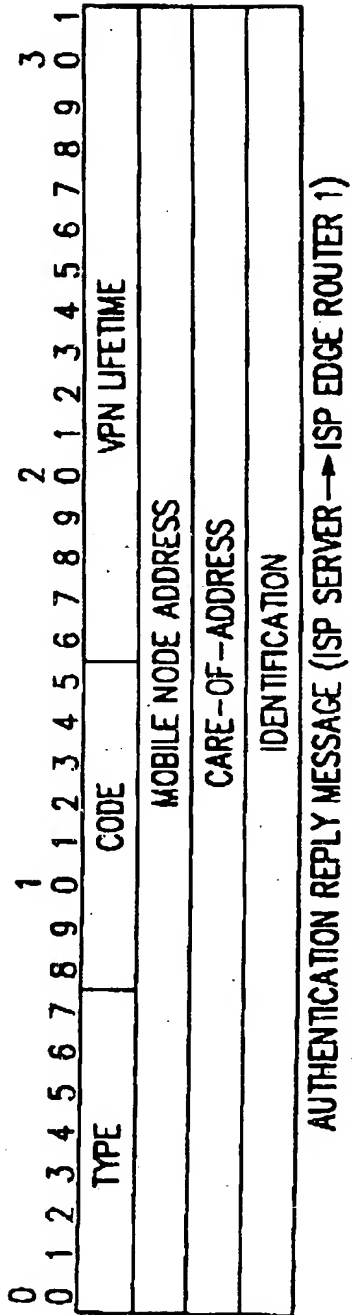 0 1 2 3
0 1 2 3 4 5 6 7 8 9 0 1 2 3 4 5 6 7 8 9 0 1 2 3 4 5 6 7 8 9 0 1
TYPE CODE VPN LIFETIME
MOBILE NODE ADDRESS
CARE-OF-ADDRESS
IDENTIFICATION
AUTHENTICATION REPLY MESSAGE (ISP SERVER→ISP EDGE ROUTER 1)